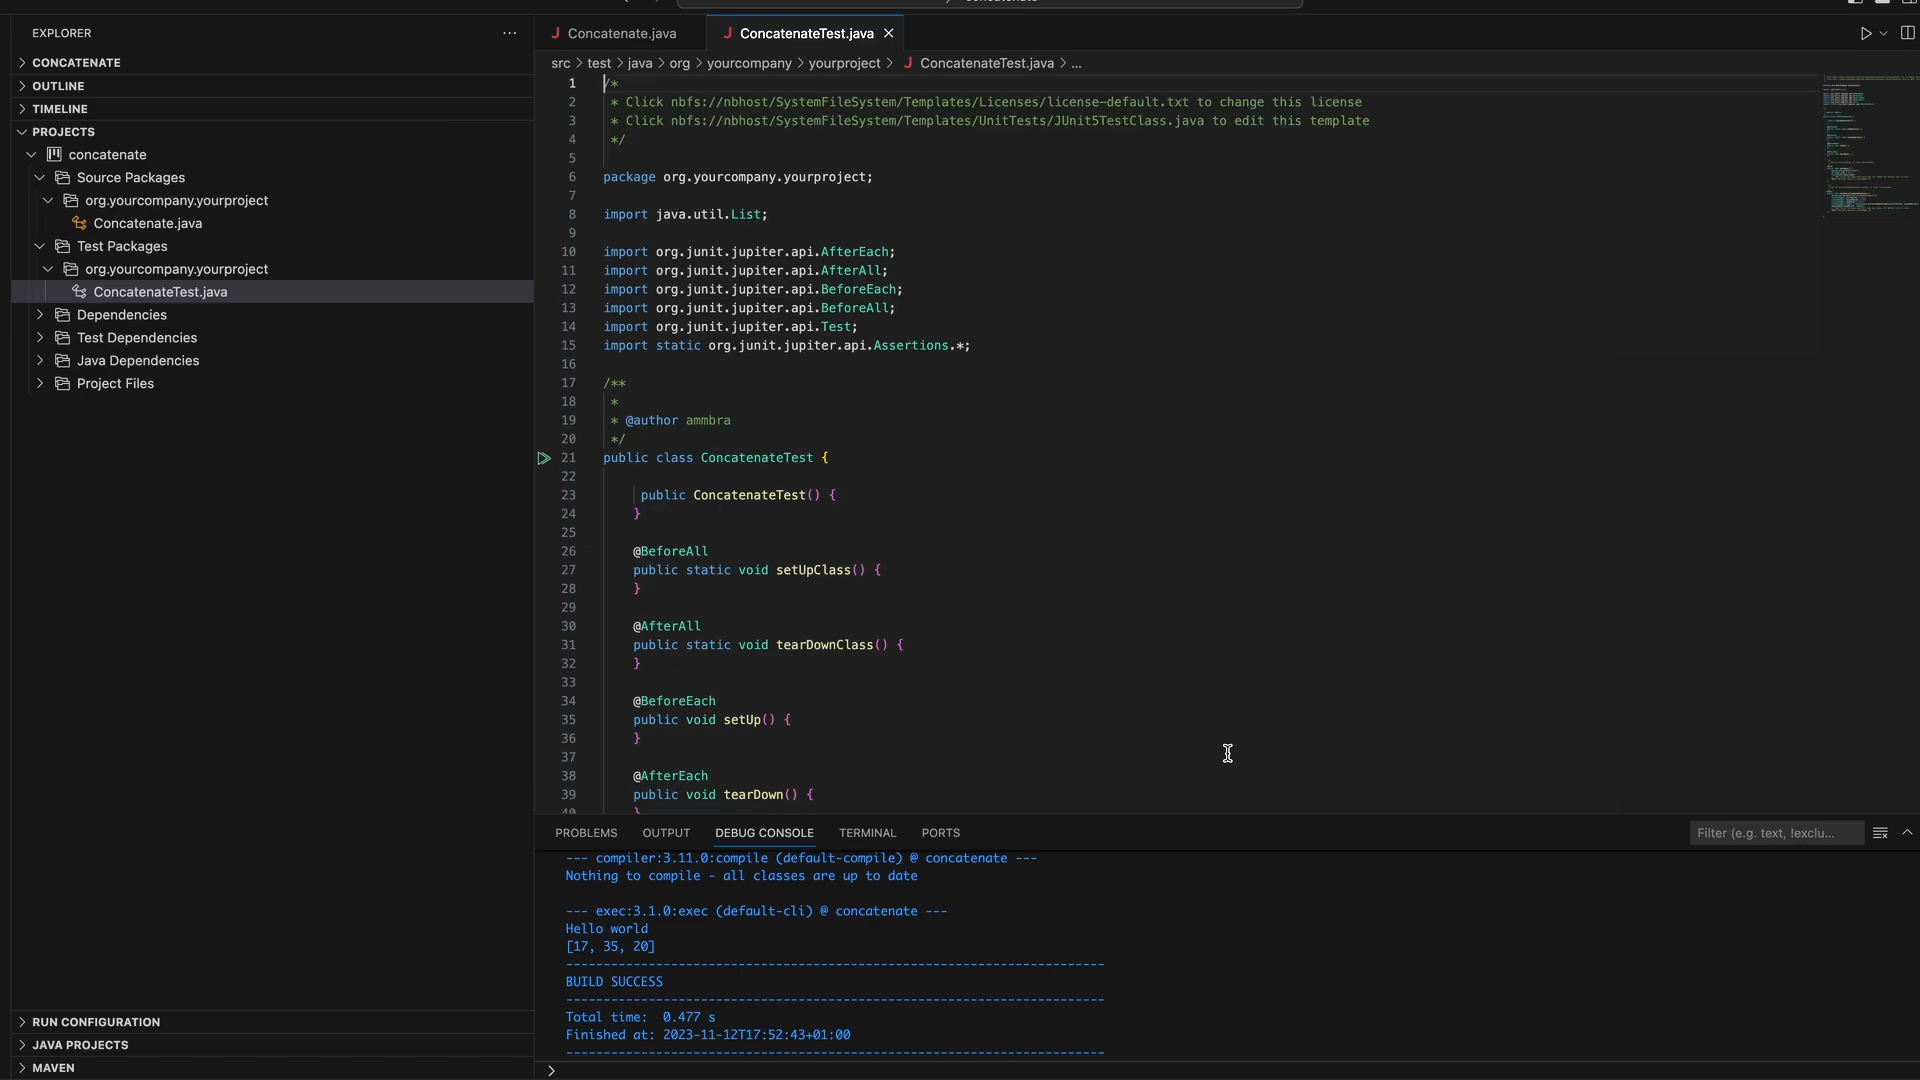 EXPLORER
CONCATENATE
OUTLINE
TIMELINE
PROJECTS
concatenate
Source Packages
org.yourcompany.yourproject
Concatenate.java
Test Packages
org.yourcompany.yourproject
ConcatenateTest.java
Dependencies
Test Dependencies
Java Dependencies
Project Files
RUN CONFIGURATION
JAVA PROJECTS
MAVEN
Concatenate.java
ConcatenateTest.java
src > test > java > org > yourcompany > yourproject > ConcatenateTest.java > ...
1 /*
2 * Click nbfs://nbhost/SystemFileSystem/Templates/Licenses/license-default.txt to change this license
3 * Click nbfs://nbhost/SystemFileSystem/Templates/UnitTests/JUnit5TestClass.java to edit this template
4 */
5
6 package org.yourcompany.yourproject;
7
8 import java.util.List;
9
10 import org.junit.jupiter.api.AfterEach;
11 import org.junit.jupiter.api.AfterAll;
12 import org.junit.jupiter.api.BeforeEach;
13 import org.junit.jupiter.api.BeforeAll;
14 import org.junit.jupiter.api.Test;
15 import static org.junit.jupiter.api.Assertions.*;
16
17 /**
18 *
19 * @author ammbra
20 */
21 public class ConcatenateTest {
22
23 public ConcatenateTest() {
24 }
25
26 @BeforeAll
27 public static void setUpClass() {
28 }
29
30 @AfterAll
31 public static void tearDownClass() {
32 }
33
34 @BeforeEach
35 public void setUp() {
36 }
37
38 @AfterEach
39 public void tearDown() {
40 }
PROBLEMS OUTPUT DEBUG CONSOLE TERMINAL PORTS
Filter (e.g. text, !exclu...
--- compiler:3.11.0:compile (default-compile) @ concatenate ---
Nothing to compile - all classes are up to date
--- exec:3.1.0:exec (default-cli) @ concatenate ---
Hello world
[17, 35, 20]
------------------------------------------------------------------------
BUILD SUCCESS
------------------------------------------------------------------------
Total time:  0.477 s
Finished at: 2023-11-12T17:52:43+01:00
------------------------------------------------------------------------